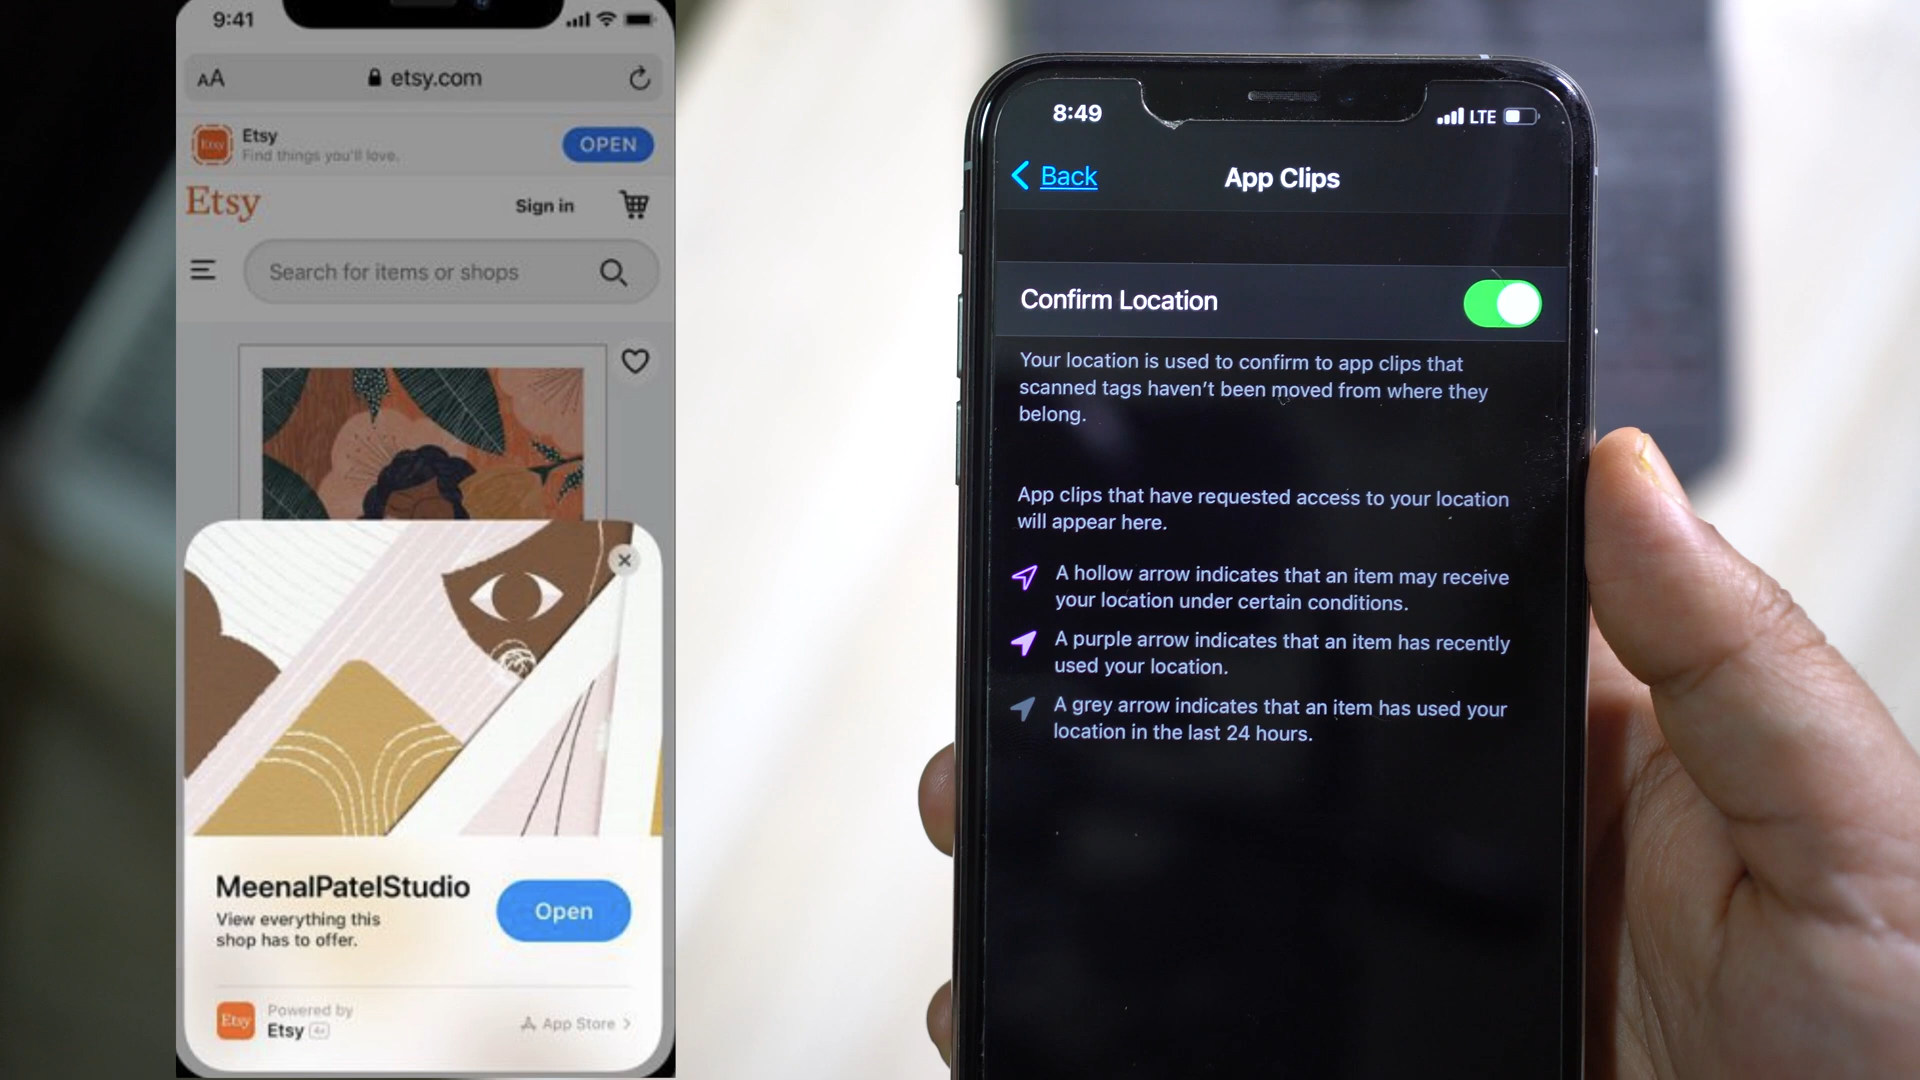 9:41
AA
etsy.com
Etsy
Etsy
Find things you'll love.
OPEN
Etsy
Sign in
Search for items or shops
MeenalPatelStudio
View everything this
shop has to offer.
Open
Etsy
Powered by
Etsy 4+
App Store
8:49
LTE
Back
App Clips
Confirm Location
Your location is used to confirm to app clips that
scanned tags haven't been moved from where they
belong.
App clips that have requested access to your location
will appear here.
A hollow arrow indicates that an item may receive
your location under certain conditions.
A purple arrow indicates that an item has recently
used your location.
A grey arrow indicates that an item has used your
location in the last 24 hours.